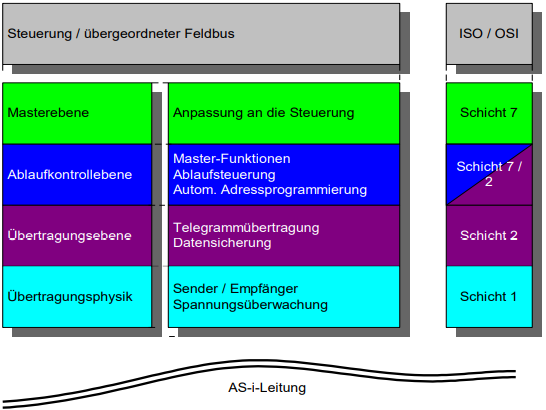 Steuerung / übergeordneter Feldbus
ISO / OSI
Masterebene
Anpassung an die Steuerung
Schicht 7
Ablaufkontrollebene
Master-Funktionen
Ablaufsteuerung
Autom. Adressprogrammierung
Schicht 7 /
2
Übertragungsebene
Telegrammübertragung
Datensicherung
Schicht 2
Übertragungsphysik
Sender / Empfänger
Spannungsüberwachung
Schicht 1
AS-i-Leitung